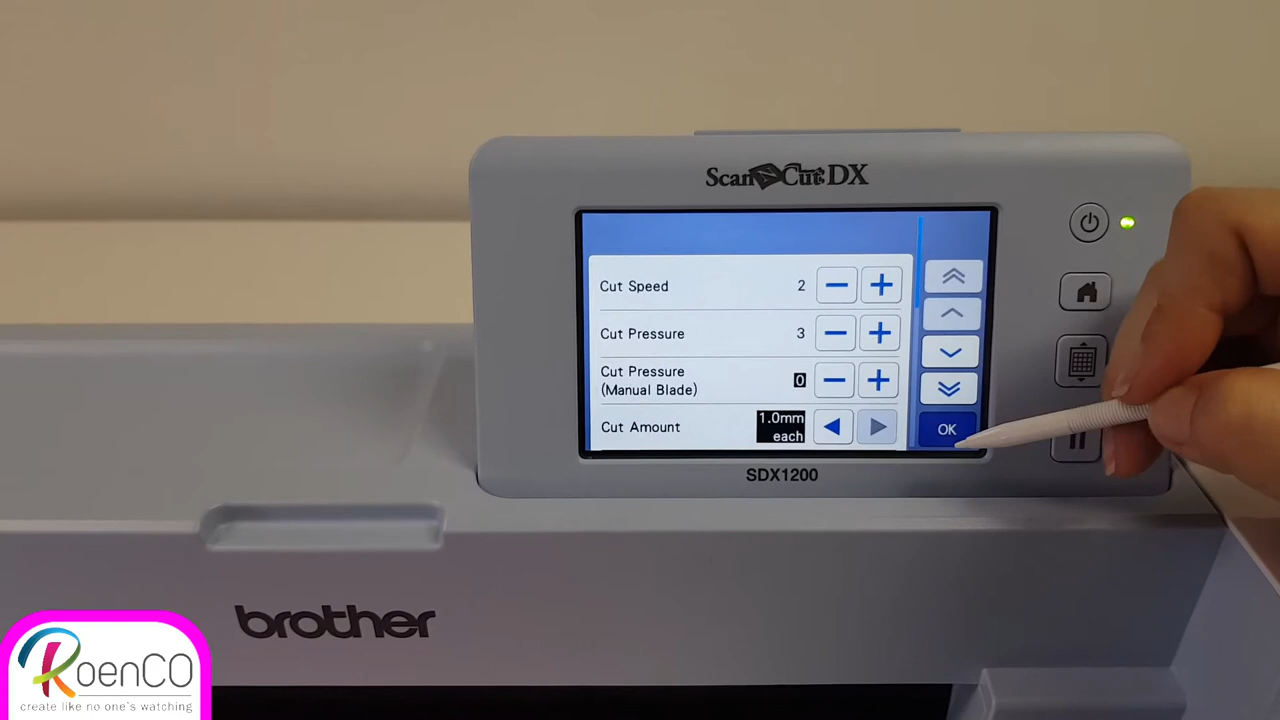 ScanNCut DX
Cut Speed 2
Cut Pressure 3
Cut Pressure
(Manual Blade) 0
Cut Amount 1.0mm
each
OK
SDX1200
brother
RoenCO
create like no one's watching